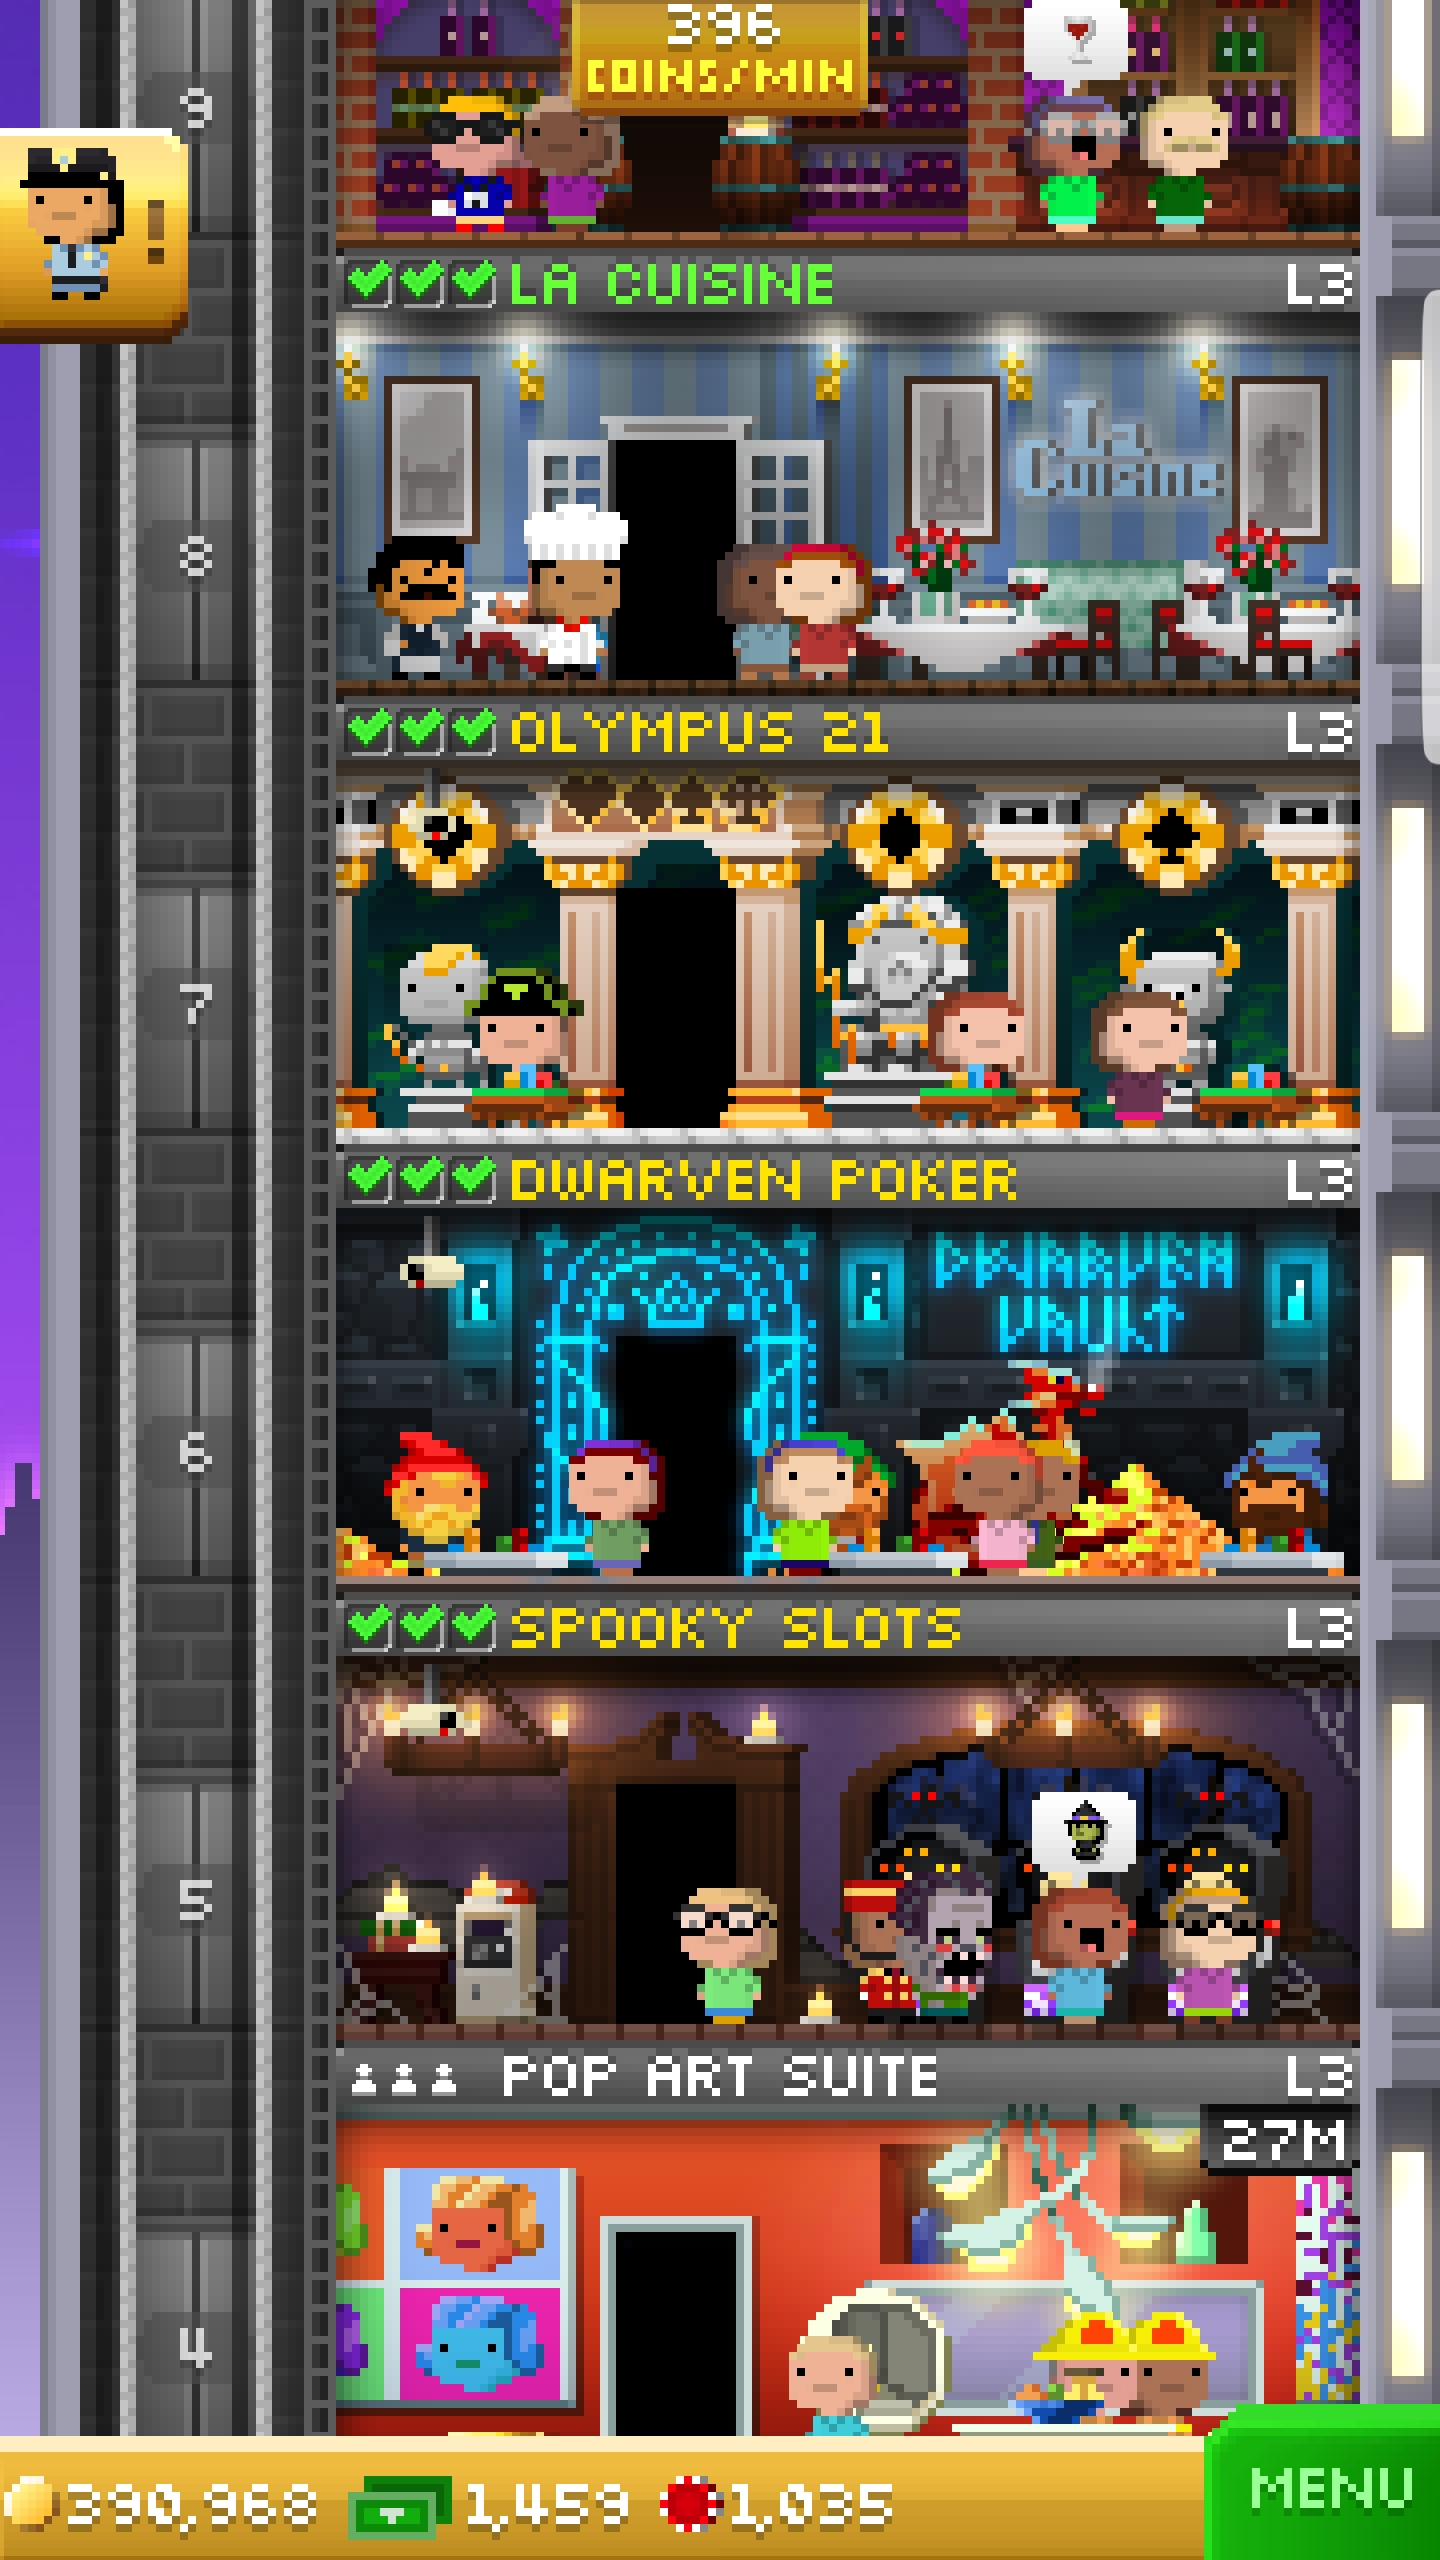 396
COINS/MIN
9
!
LA CUISINE L3
La
Cuisine
8
OLYMPUS 21 L3
7
DWARVEN POKER L3
DWARVEN
VAULT
6
SPOOKY SLOTS L3
5
POP ART SUITE L3
27M
4
390,968 1,459 1,035
MENU